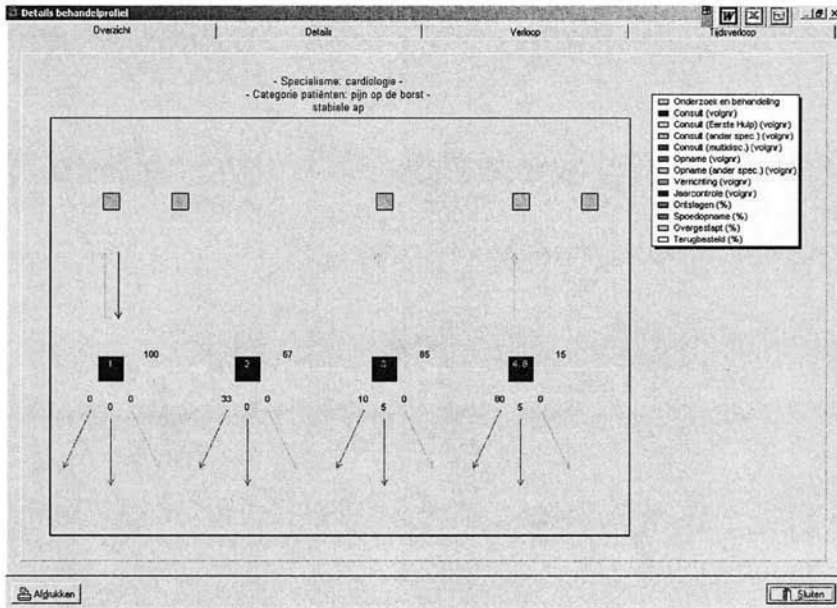 Details behandelprofiel
Overzicht Details Verloop Tijdsverloop
- Specialisme: cardiologie -
- Categorie patiënten: pijn op de borst -
stabiele ap
Onderzoek en behandeling
Consult (volgnr)
Consult (Eerste Hulp) (volgnr)
Consult (ander spec.) (volgnr)
Consult (multidisc.) (volgnr)
Opname (volgnr)
Opname (ander spec.) (volgnr)
Verrichting (volgnr)
Jaarcontrole (volgnr)
Ontslagen (%)
Spoedopname (%)
Overgestapt (%)
Terugbesteld (%)
1 100 2 67 3 85 4.8 15
0 0 0 33 0 0 10 5 0 80 5 0
Afdrukken Sluiten